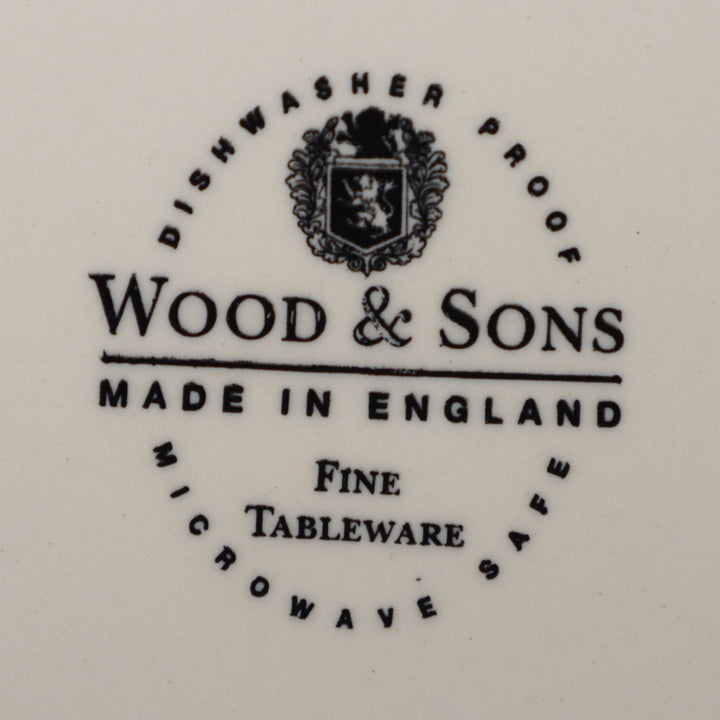 DISHWASHER PROOF
WOOD & SONS
MADE IN ENGLAND
FINE
TABLEWARE
MICROWAVE SAFE